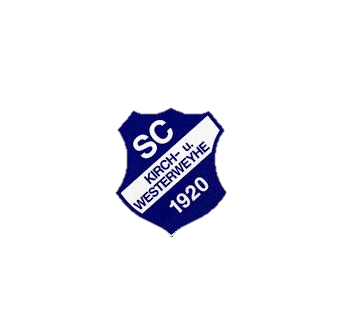 SC
KIRCH- u.
WESTERWEYHE
1920